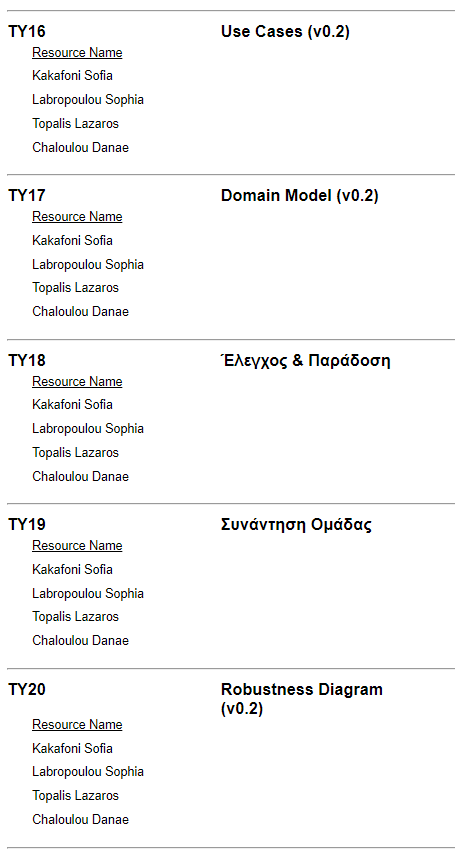 TY16 Use Cases (v0.2)
Resource Name
Kakafoni Sofia
Labropoulou Sophia
Topalis Lazaros
Chaloulou Danae
TY17 Domain Model (v0.2)
Resource Name
Kakafoni Sofia
Labropoulou Sophia
Topalis Lazaros
Chaloulou Danae
TY18 Έλεγχος & Παράδοση
Resource Name
Kakafoni Sofia
Labropoulou Sophia
Topalis Lazaros
Chaloulou Danae
TY19 Συνάντηση Ομάδας
Resource Name
Kakafoni Sofia
Labropoulou Sophia
Topalis Lazaros
Chaloulou Danae
TY20 Robustness Diagram
(v0.2)
Resource Name
Kakafoni Sofia
Labropoulou Sophia
Topalis Lazaros
Chaloulou Danae